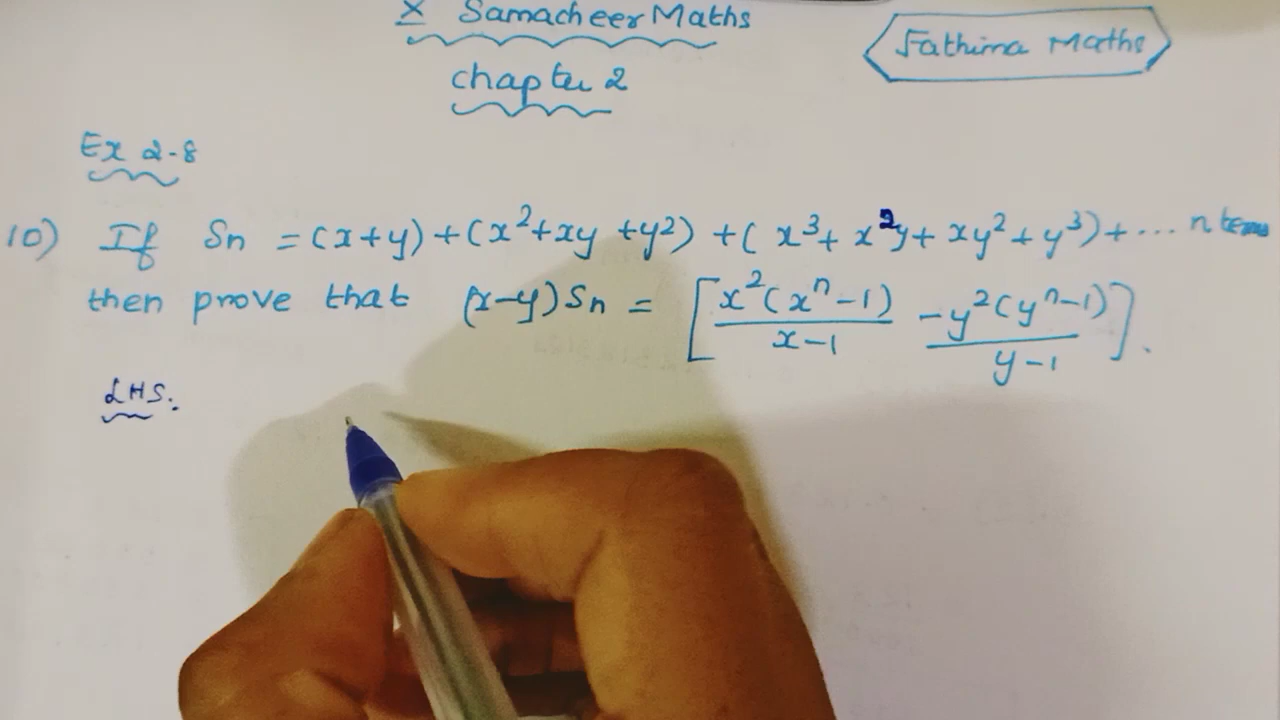 X Samacheer Maths
Fathima Maths
chapter 2
Ex 2-8
10) If Sn = (x+y) + (x²+xy+y²) + (x³+x²y+xy²+y³)+... n terms
then prove that (x-y)Sn = [x²(xⁿ-1)/x-1 - y²(yⁿ-1)/y-1].
LHS.